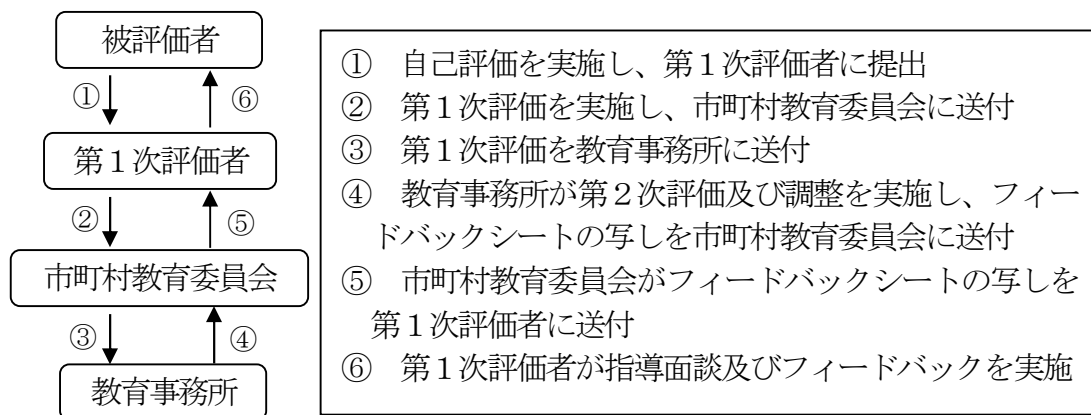 被評価者
① ⑥
第１次評価者
② ⑤
市町村教育委員会
③ ④
教育事務所
① 自己評価を実施し、第１次評価者に提出
② 第１次評価を実施し、市町村教育委員会に送付
③ 第１次評価を教育事務所に送付
④ 教育事務所が第２次評価及び調整を実施し、フィー
ドバックシートの写しを市町村教育委員会に送付
⑤ 市町村教育委員会がフィードバックシートの写しを
第１次評価者に送付
⑥ 第１次評価者が指導面談及びフィードバックを実施